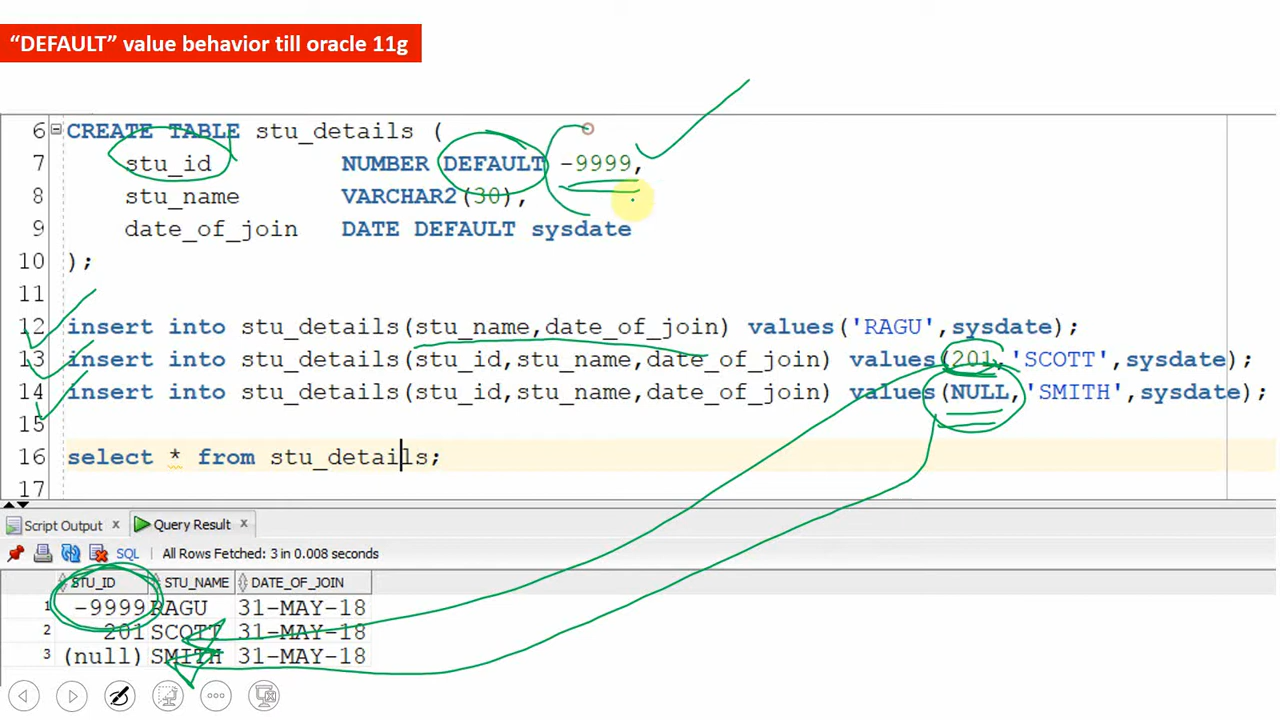 “DEFAULT” value behavior till oracle 11g
6 CREATE TABLE stu_details (
7 stu_id NUMBER DEFAULT -9999,
8 stu_name VARCHAR2(30),
9 date_of_join DATE DEFAULT sysdate
10 );
11
12 insert into stu_details(stu_name,date_of_join) values('RAGU',sysdate);
13 insert into stu_details(stu_id,stu_name,date_of_join) values(201,'SCOTT',sysdate);
14 insert into stu_details(stu_id,stu_name,date_of_join) values(NULL,'SMITH',sysdate);
15
16 select * from stu_details;
17
Script Output x Query Result x
SQL All Rows Fetched: 3 in 0.008 seconds
STU_ID STU_NAME DATE_OF_JOIN
1 -9999 RAGU 31-MAY-18
2 201 SCOTT 31-MAY-18
3 (null) SMITH 31-MAY-18